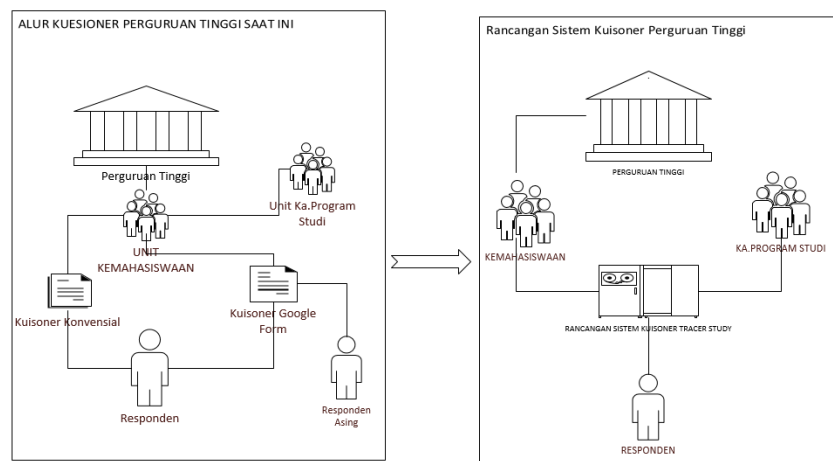 ALUR KUESIONER PERGURUAN TINGGI SAAT INI
Perguruan Tinggi
Unit Ka.Program
Studi
UNIT
KEMAHASISWAAN
Kuisoner Konvensial
Kuisoner Google
Form
Responden
Responden
Asing
Rancangan Sistem Kuisoner Perguruan Tinggi
PERGURUAN TINGGI
KEMAHASISWAAN
KA.PROGRAM STUDI
RANCANGAN SISTEM KUISONER TRACER STUDY
RESPONDEN